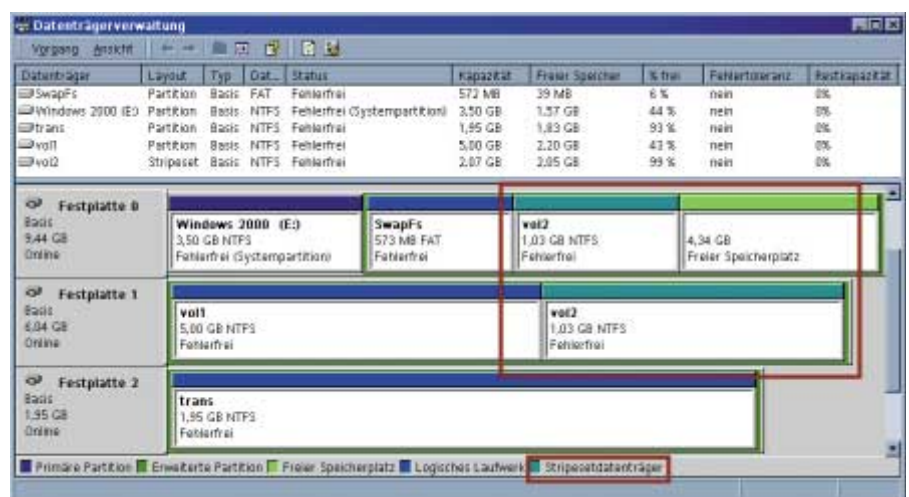 Datenträgerverwaltung
Vorgang Ansicht
Datenträger Layout Typ Dat... Status Kapazität Freier Speicher % frei Fehlertoleranz Restkapazität
SwapFs Partition Basis FAT Fehlerfrei 572 MB 39 MB 6 % nein 0%
Windows 2000 (E:) Partition Basis NTFS Fehlerfrei (Systempartition) 3,50 GB 1,57 GB 44 % nein 0%
trans Partition Basis NTFS Fehlerfrei 1,95 GB 1,83 GB 93 % nein 0%
vol1 Partition Basis NTFS Fehlerfrei 5,00 GB 2,20 GB 43 % nein 0%
vol2 Stripeset Basis NTFS Fehlerfrei 2,07 GB 2,05 GB 99 % nein 0%
Festplatte 0
Basis
9,44 GB
Online
Windows 2000 (E:)
3,50 GB NTFS
Fehlerfrei (Systempartition)
SwapFs
573 MB FAT
Fehlerfrei
vol2
1,03 GB NTFS
Fehlerfrei
4,34 GB
Freier Speicherplatz
Festplatte 1
Basis
6,04 GB
Online
vol1
5,00 GB NTFS
Fehlerfrei
vol2
1,03 GB NTFS
Fehlerfrei
Festplatte 2
Basis
1,95 GB
Online
trans
1,95 GB NTFS
Fehlerfrei
Primäre Partition Erweiterte Partition Freier Speicherplatz Logisches Laufwerk Stripesetdatenträger